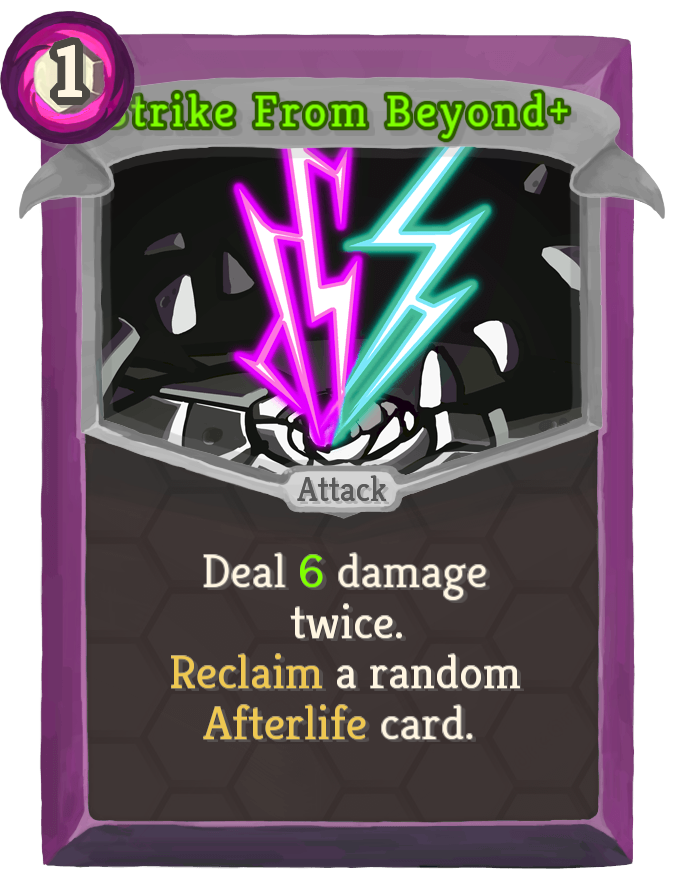 1
Strike From Beyond+
Attack
Deal 6 damage
twice.
Reclaim a random
Afterlife card.